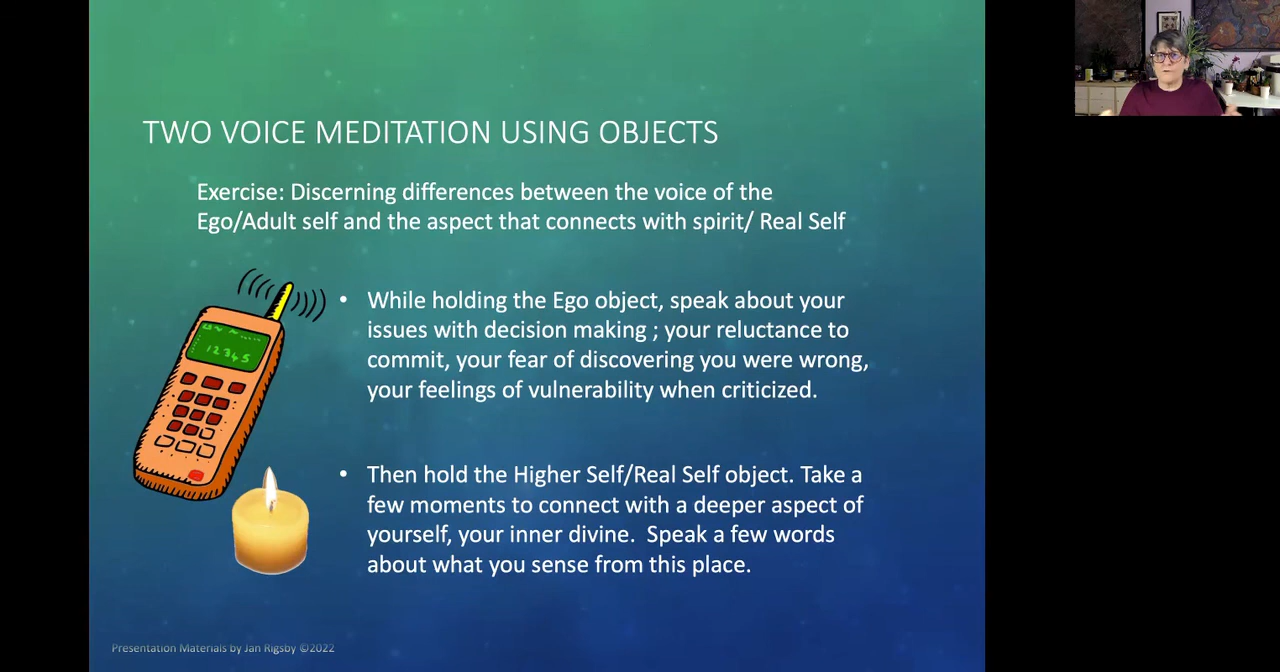 TWO VOICE MEDITATION USING OBJECTS
Exercise: Discerning differences between the voice of the
Ego/Adult self and the aspect that connects with spirit/ Real Self
12345
• While holding the Ego object, speak about your
issues with decision making ; your reluctance to
commit, your fear of discovering you were wrong,
your feelings of vulnerability when criticized.
• Then hold the Higher Self/Real Self object. Take a
few moments to connect with a deeper aspect of
yourself, your inner divine.  Speak a few words
about what you sense from this place.
Presentation Materials by Jan Rigsby ©2022